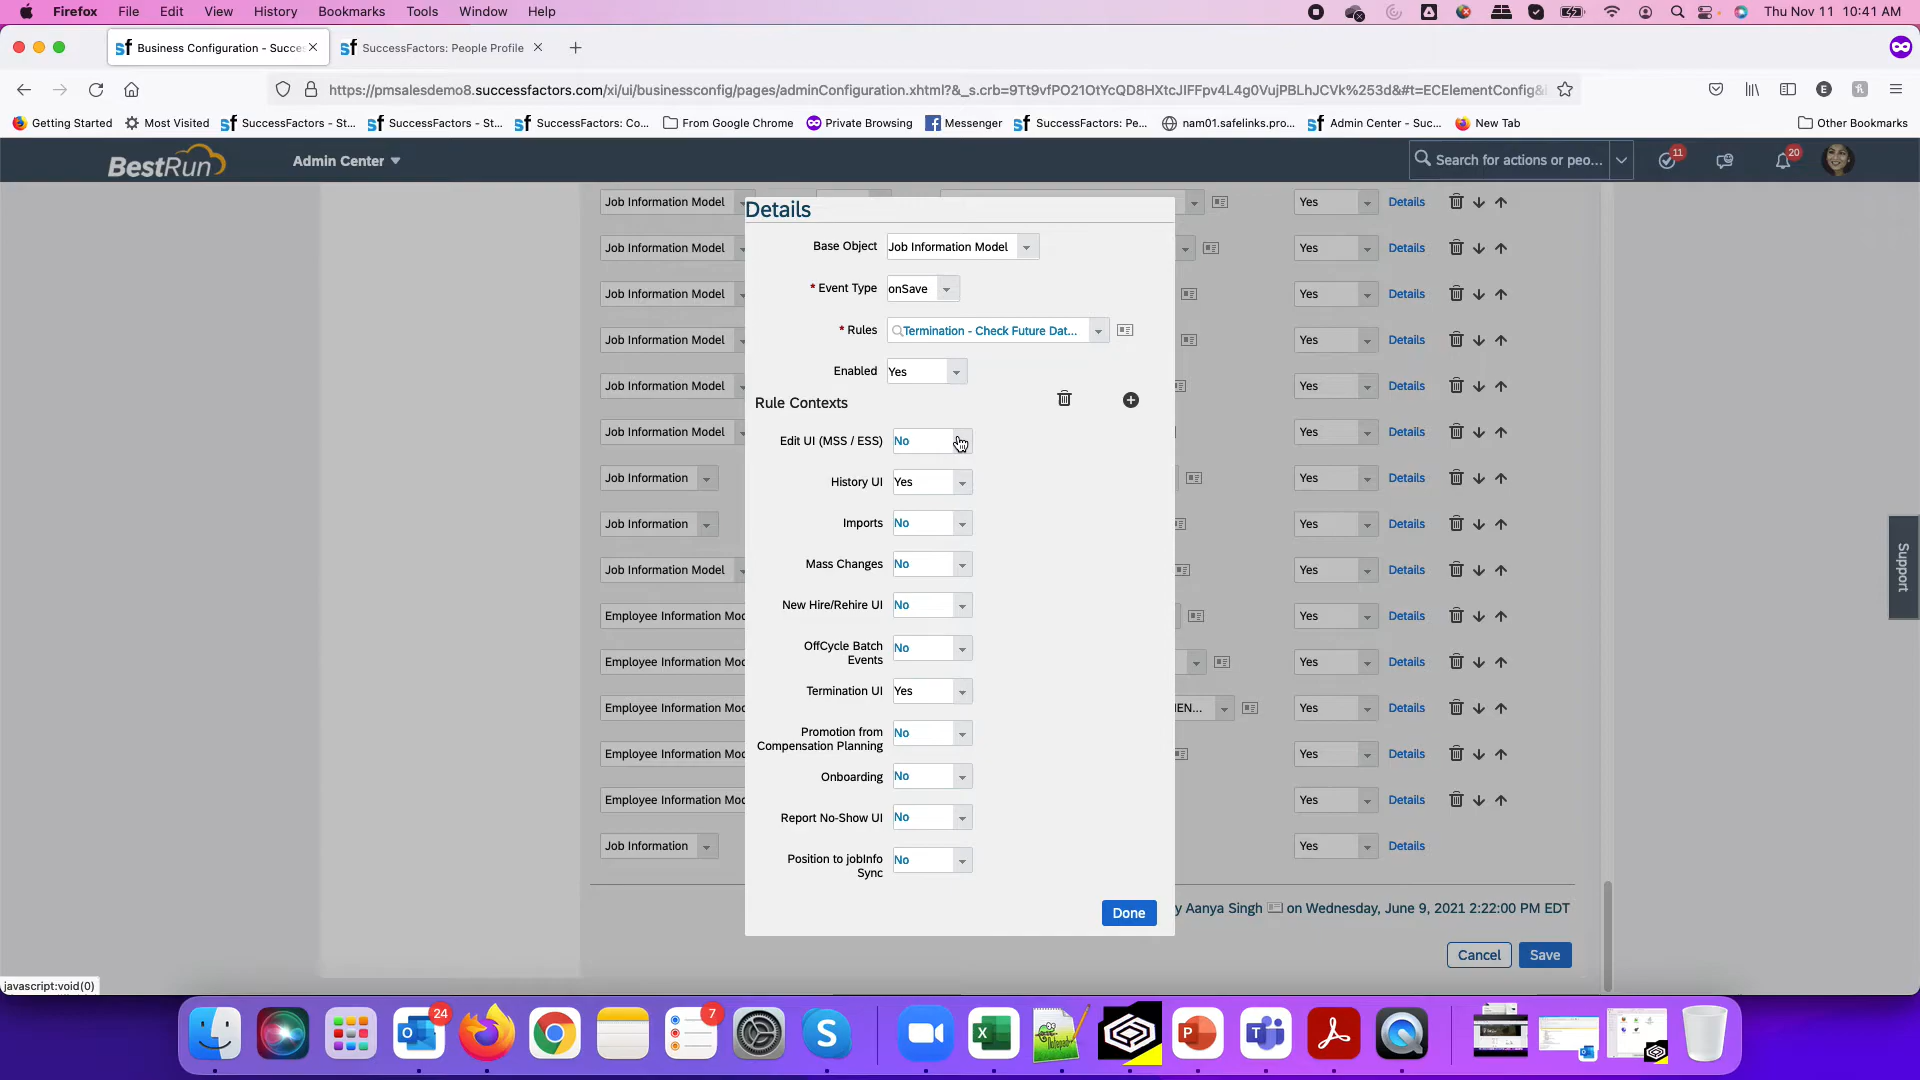 Firefox File Edit View History Bookmarks Tools Window Help Thu Nov 11 10:41 AM
Business Configuration - Succes SuccessFactors: People Profile
https://pmsalesdemo8.successfactors.com/xi/ui/businessconfig/pages/adminConfiguration.xhtml?&_s.crb=9Tt9vfPO21OtYcQD8HXtcJIFFpv4L4g0VujPBLhJCVk%253d&#t=ECElementConfig&
Getting Started Most Visited SuccessFactors - St... SuccessFactors - St... SuccessFactors: Co... From Google Chrome Private Browsing Messenger SuccessFactors: Pe... nam01.safelinks.pro... Admin Center - Suc... New Tab Other Bookmarks
BestRun Admin Center Search for actions or peo... 11 20
Job Information Model Yes Details
Details
Job Information Model Yes Details
Base Object Job Information Model
Job Information Model Yes Details
* Event Type onSave
Job Information Model Yes Details
* Rules Termination - Check Future Dat...
Job Information Model Yes Details
Enabled Yes
Rule Contexts
Job Information Model Yes Details
Edit UI (MSS / ESS) No
Job Information Yes Details
History UI Yes
Job Information Yes Details
Imports No
Job Information Model Yes Details
Mass Changes No
Employee Information Mod Yes Details
New Hire/Rehire UI No
Employee Information Mod Yes Details
OffCycle Batch
Events No
Employee Information Mod MEN... Yes Details
Termination UI Yes
Employee Information Mod Yes Details
Promotion from
Compensation Planning No
Employee Information Mod Yes Details
Onboarding No
Report No-Show UI No
Job Information Yes Details
Position to jobInfo
Sync No
Done
y Aanya Singh on Wednesday, June 9, 2021 2:22:00 PM EDT
Cancel Save
Support
javascript:void(0)
24 7